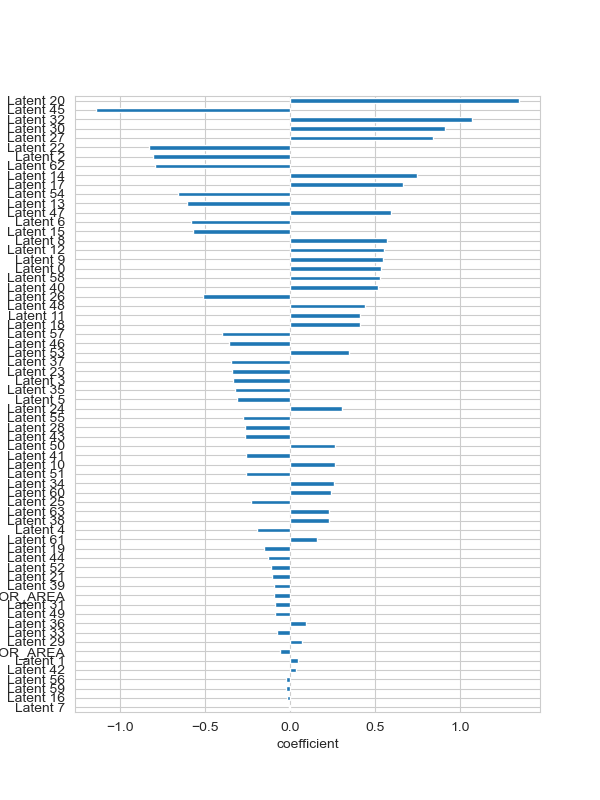 Latent 20
Latent 45
Latent 32
Latent 30
Latent 27
Latent 22
Latent 2
Latent 62
Latent 14
Latent 17
Latent 54
Latent 13
Latent 47
Latent 6
Latent 15
Latent 8
Latent 12
Latent 9
Latent 0
Latent 58
Latent 40
Latent 26
Latent 48
Latent 11
Latent 18
Latent 57
Latent 46
Latent 53
Latent 37
Latent 23
Latent 3
Latent 35
Latent 5
Latent 24
Latent 55
Latent 28
Latent 43
Latent 50
Latent 41
Latent 10
Latent 51
Latent 34
Latent 60
Latent 25
Latent 63
Latent 38
Latent 4
Latent 61
Latent 19
Latent 44
Latent 52
Latent 21
Latent 39
OR_AREA
Latent 31
Latent 49
Latent 36
Latent 33
Latent 29
OR_AREA
Latent 1
Latent 42
Latent 56
Latent 59
Latent 16
Latent 7
−1.0 −0.5 0.0 0.5 1.0
coefficient